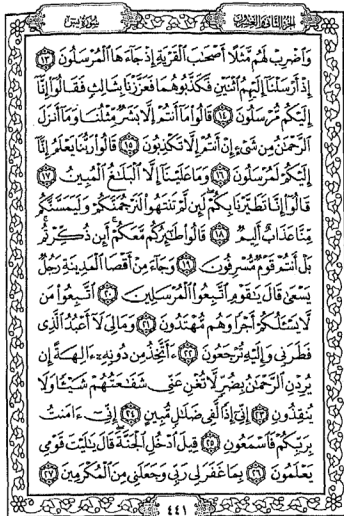 الجزء الثاني والعشرون سورة يس
وَاضْرِبْ لَهُم مَّثَلًا أَصْحَابَ الْقَرْيَةِ إِذْ جَاءَهَا الْمُرْسَلُونَ ١٣
إِذْ أَرْسَلْنَا إِلَيْهِمُ اثْنَيْنِ فَكَذَّبُوهُمَا فَعَزَّزْنَا بِثَالِثٍ فَقَالُوا إِنَّا
إِلَيْكُم مُّرْسَلُونَ ١٤ قَالُوا مَا أَنتُمْ إِلَّا بَشَرٌ مِّثْلُنَا وَمَا أَنزَلَ
الرَّحْمَٰنُ مِن شَيْءٍ إِنْ أَنتُمْ إِلَّا تَكْذِبُونَ ١٥ قَالُوا رَبُّنَا يَعْلَمُ إِنَّا
إِلَيْكُمْ لَمُرْسَلُونَ ١٦ وَمَا عَلَيْنَا إِلَّا الْبَلَاغُ الْمُبِينُ ١٧
قَالُوا إِنَّا تَطَيَّرْنَا بِكُمْ لَئِن لَّمْ تَنتَهُوا لَنَرْجُمَنَّكُمْ وَلَيَمَسَّنَّكُم
مِّنَّا عَذَابٌ أَلِيمٌ ١٨ قَالُوا طَائِرُكُم مَّعَكُمْ أَئِن ذُكِّرْتُم
بَلْ أَنتُمْ قَوْمٌ مُّسْرِفُونَ ١٩ وَجَاءَ مِنْ أَقْصَا الْمَدِينَةِ رَجُلٌ
يَسْعَىٰ قَالَ يَا قَوْمِ اتَّبِعُوا الْمُرْسَلِينَ ٢٠ اتَّبِعُوا مَن
لَّا يَسْأَلُكُمْ أَجْرًا وَهُم مُّهْتَدُونَ ٢١ وَمَا لِيَ لَا أَعْبُدُ الَّذِي
فَطَرَنِي وَإِلَيْهِ تُرْجَعُونَ ٢٢ أَأَتَّخِذُ مِن دُونِهِ آلِهَةً إِن
يُرِدْنِ الرَّحْمَٰنُ بِضُرٍّ لَّا تُغْنِ عَنِّي شَفَاعَتُهُمْ شَيْئًا وَلَا
يُنقِذُونِ ٢٣ إِنِّي إِذًا لَّفِي ضَلَالٍ مُّبِينٍ ٢٤ إِنِّي آمَنتُ
بِرَبِّكُمْ فَاسْمَعُونِ ٢٥ قِيلَ ادْخُلِ الْجَنَّةَ قَالَ يَا لَيْتَ قَوْمِي
يَعْلَمُونَ ٢٦ بِمَا غَفَرَ لِي رَبِّي وَجَعَلَنِي مِنَ الْمُكْرَمِينَ ٢٧
٤٤١